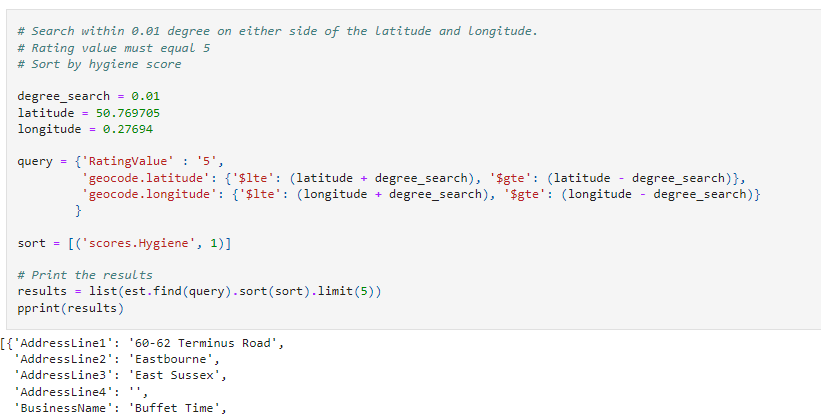 # Search within 0.01 degree on either side of the latitude and longitude.
# Rating value must equal 5
# Sort by hygiene score
degree_search = 0.01
latitude = 50.769705
longitude = 0.27694
query = {'RatingValue' : '5',
'geocode.latitude': {'$lte': (latitude + degree_search), '$gte': (latitude - degree_search)},
'geocode.longitude': {'$lte': (longitude + degree_search), '$gte': (longitude - degree_search)}
}
sort = [('scores.Hygiene', 1)]
# Print the results
results = list(est.find(query).sort(sort).limit(5))
pprint(results)
[{'AddressLine1': '60-62 Terminus Road',
'AddressLine2': 'Eastbourne',
'AddressLine3': 'East Sussex',
'AddressLine4': '',
'BusinessName': 'Buffet Time',